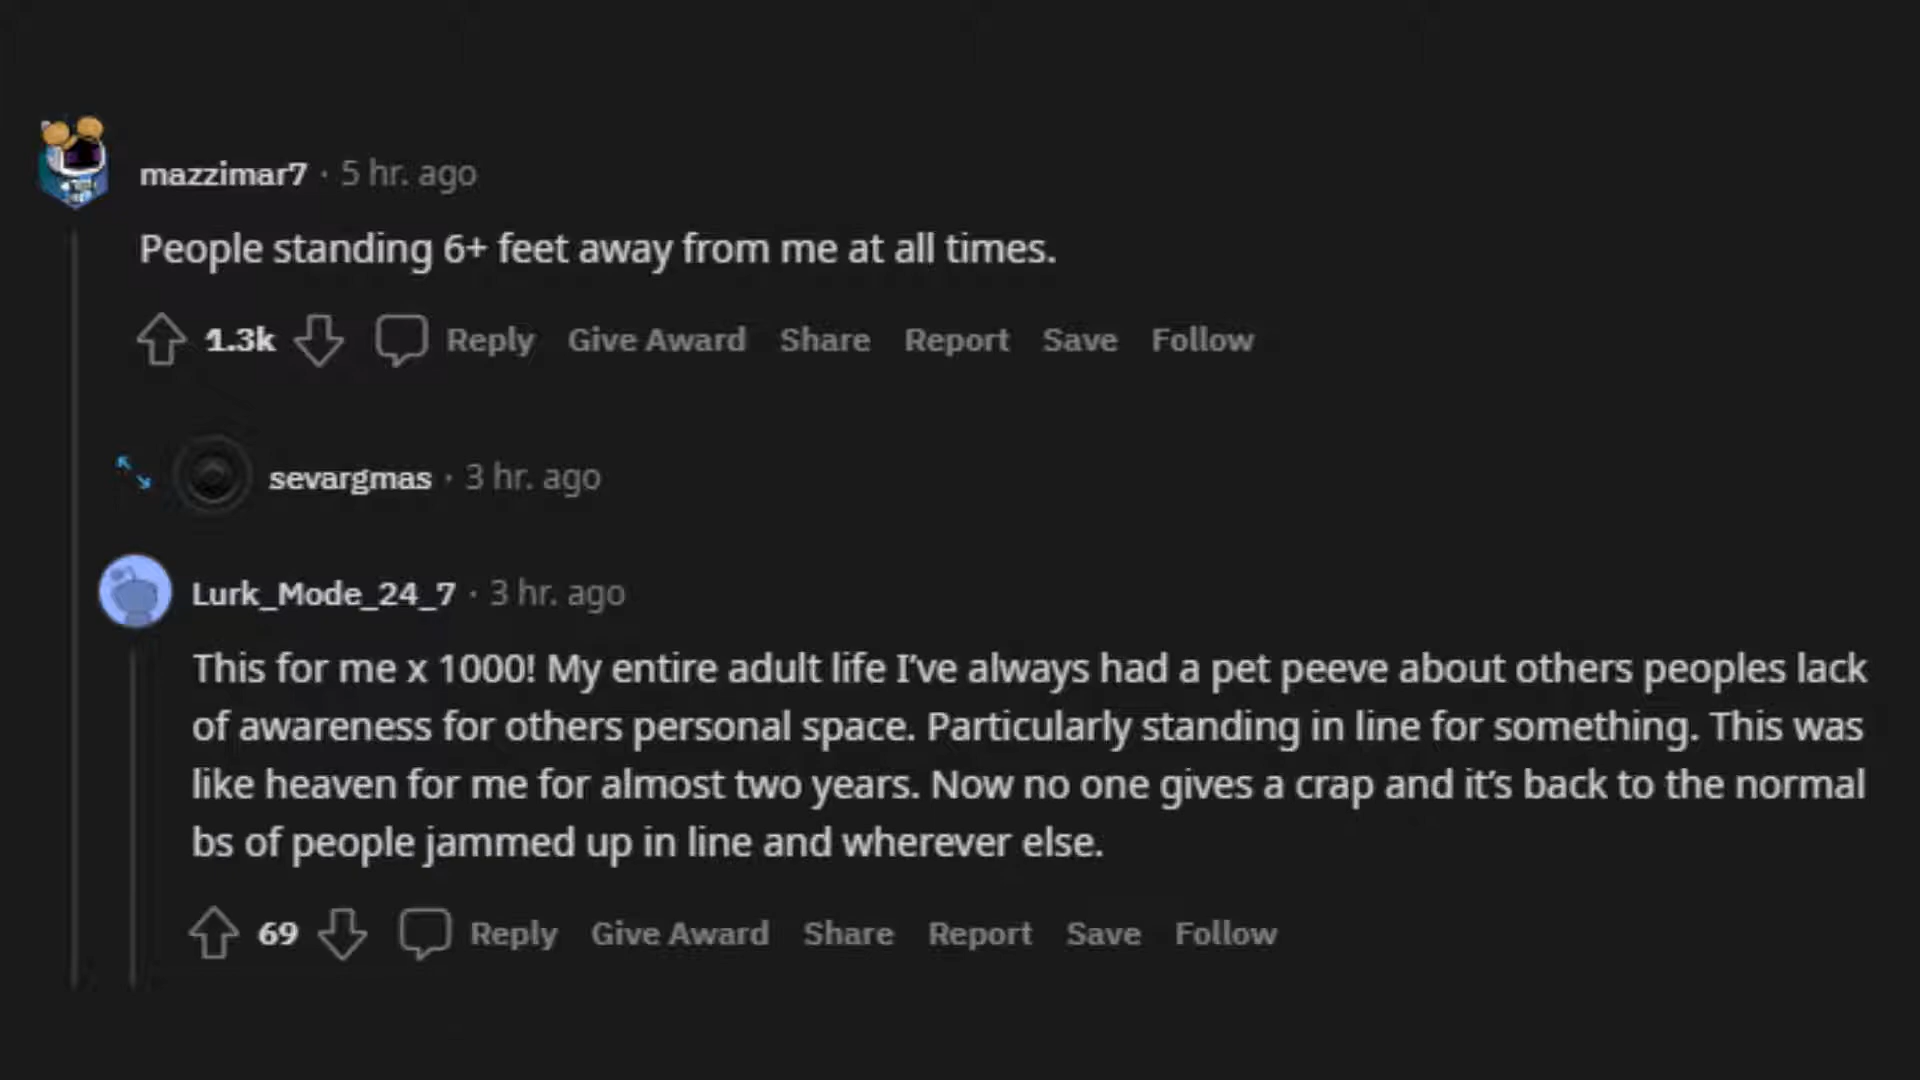 mazzimar7 · 5 hr. ago
People standing 6+ feet away from me at all times.
1.3k Reply Give Award Share Report Save Follow
sevargmas · 3 hr. ago
Lurk_Mode_24_7 · 3 hr. ago
This for me x 1000! My entire adult life I've always had a pet peeve about others peoples lack
of awareness for others personal space. Particularly standing in line for something. This was
like heaven for me for almost two years. Now no one gives a crap and it's back to the normal
bs of people jammed up in line and wherever else.
69 Reply Give Award Share Report Save Follow